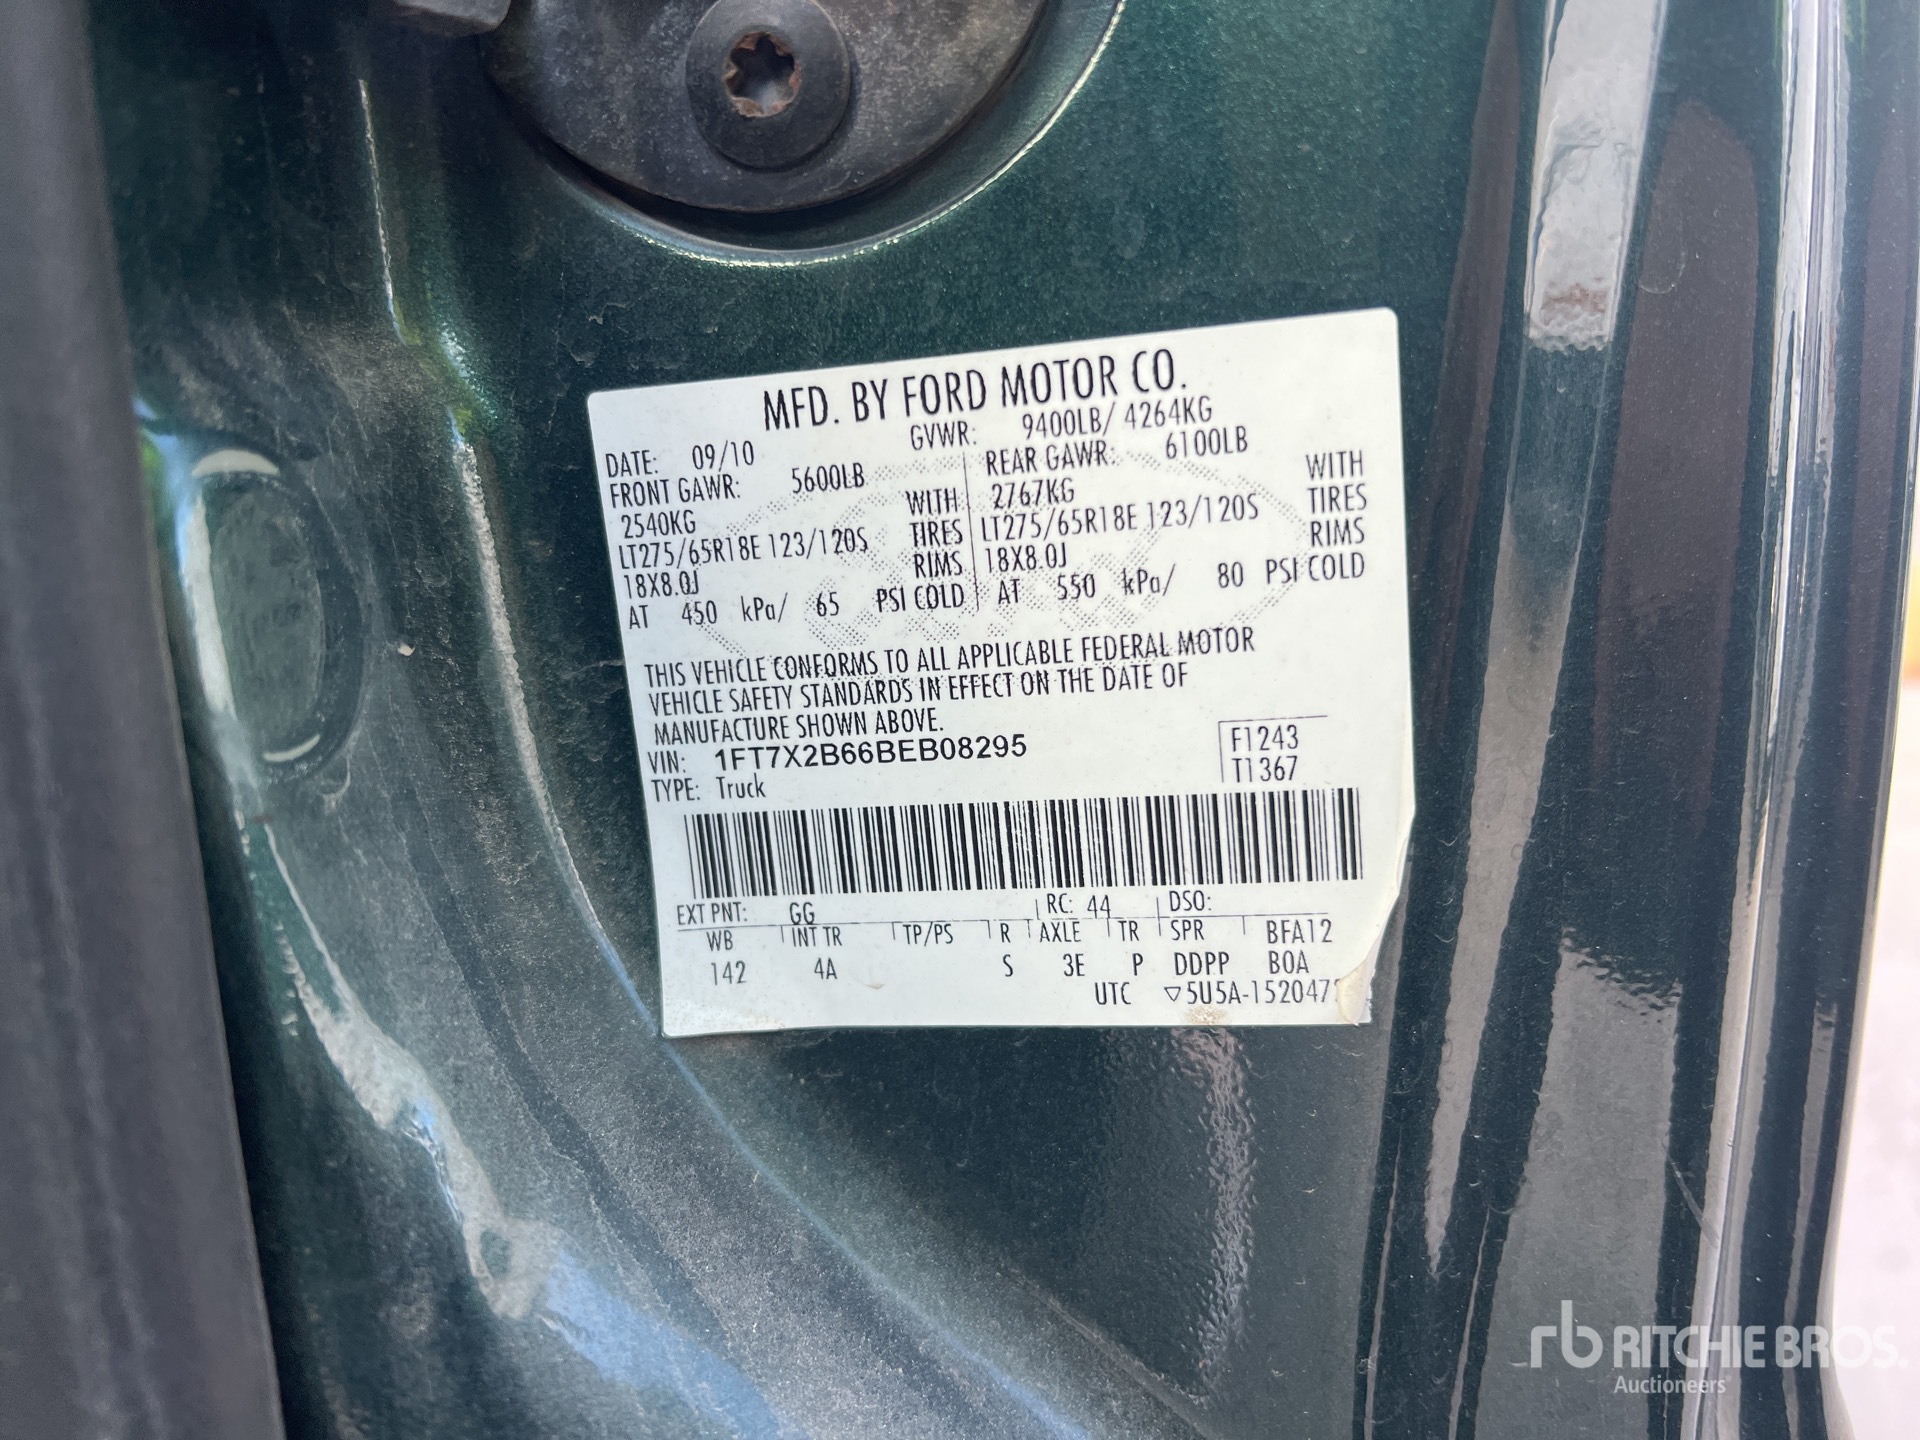 MFD. BY FORD MOTOR CO.
DATE: 09/10 GVWR: 9400LB/ 4264KG
FRONT GAWR: 5600LB REAR GAWR: 6100LB
2540KG WITH 2767KG WITH
LT275/65R18E 123/120S TIRES LT275/65R18E 123/120S TIRES
18X8.0J RIMS 18X8.0J RIMS
AT 450 kPa/ 65 PSI COLD AT 550 kPa/ 80 PSI COLD
THIS VEHICLE CONFORMS TO ALL APPLICABLE FEDERAL MOTOR
VEHICLE SAFETY STANDARDS IN EFFECT ON THE DATE OF
MANUFACTURE SHOWN ABOVE.
VIN: 1FT7X2B66BEB08295 F1243
TYPE: Truck T1367
EXT PNT: GG RC: 44 DSO:
WB INT TR TP/PS R AXLE TR SPR BFA12
142 4A S 3E P DDPP BOA
UTC ▽5U5A-1520472
rb RITCHIE BROS.
Auctioneers